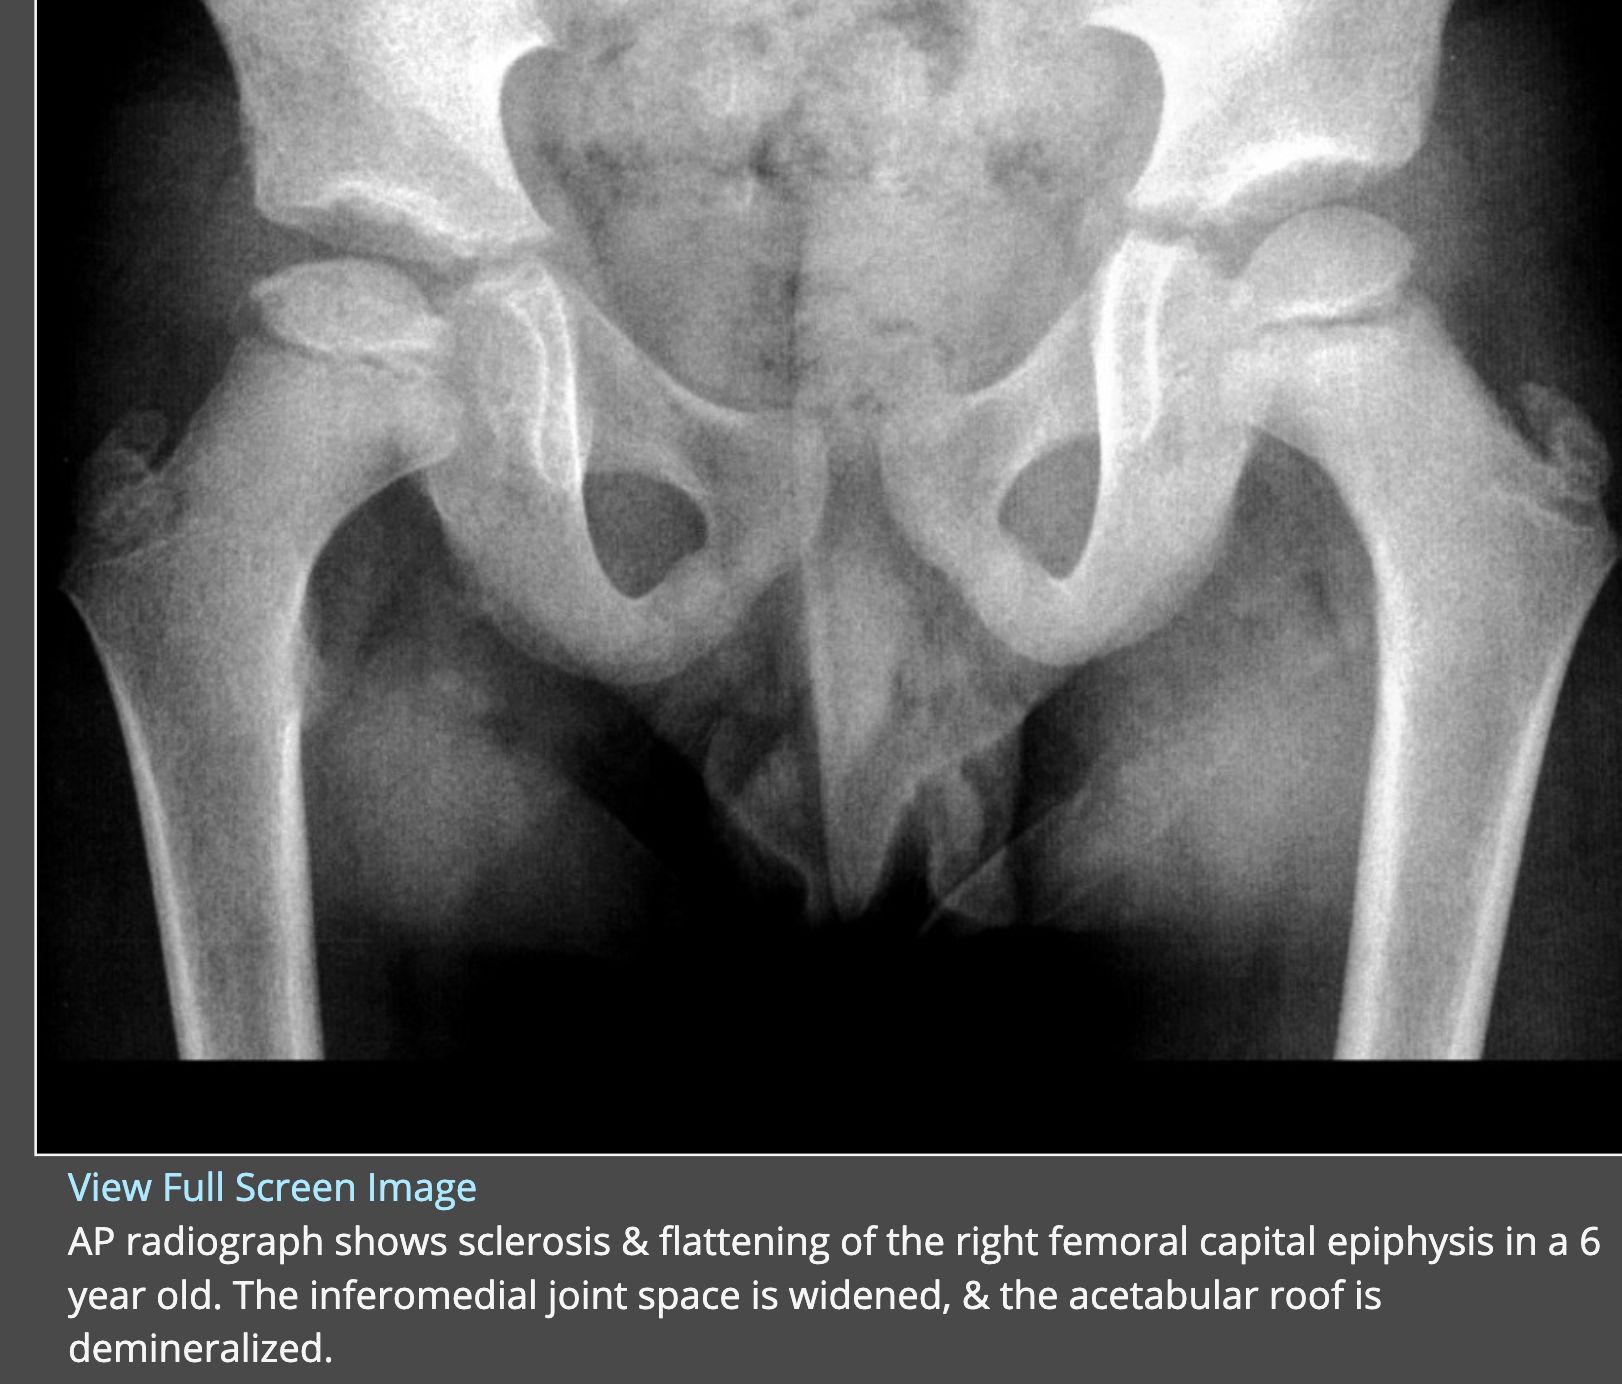 View Full Screen Image
AP radiograph shows sclerosis & flattening of the right femoral capital epiphysis in a 6
year old. The inferomedial joint space is widened, & the acetabular roof is
demineralized.